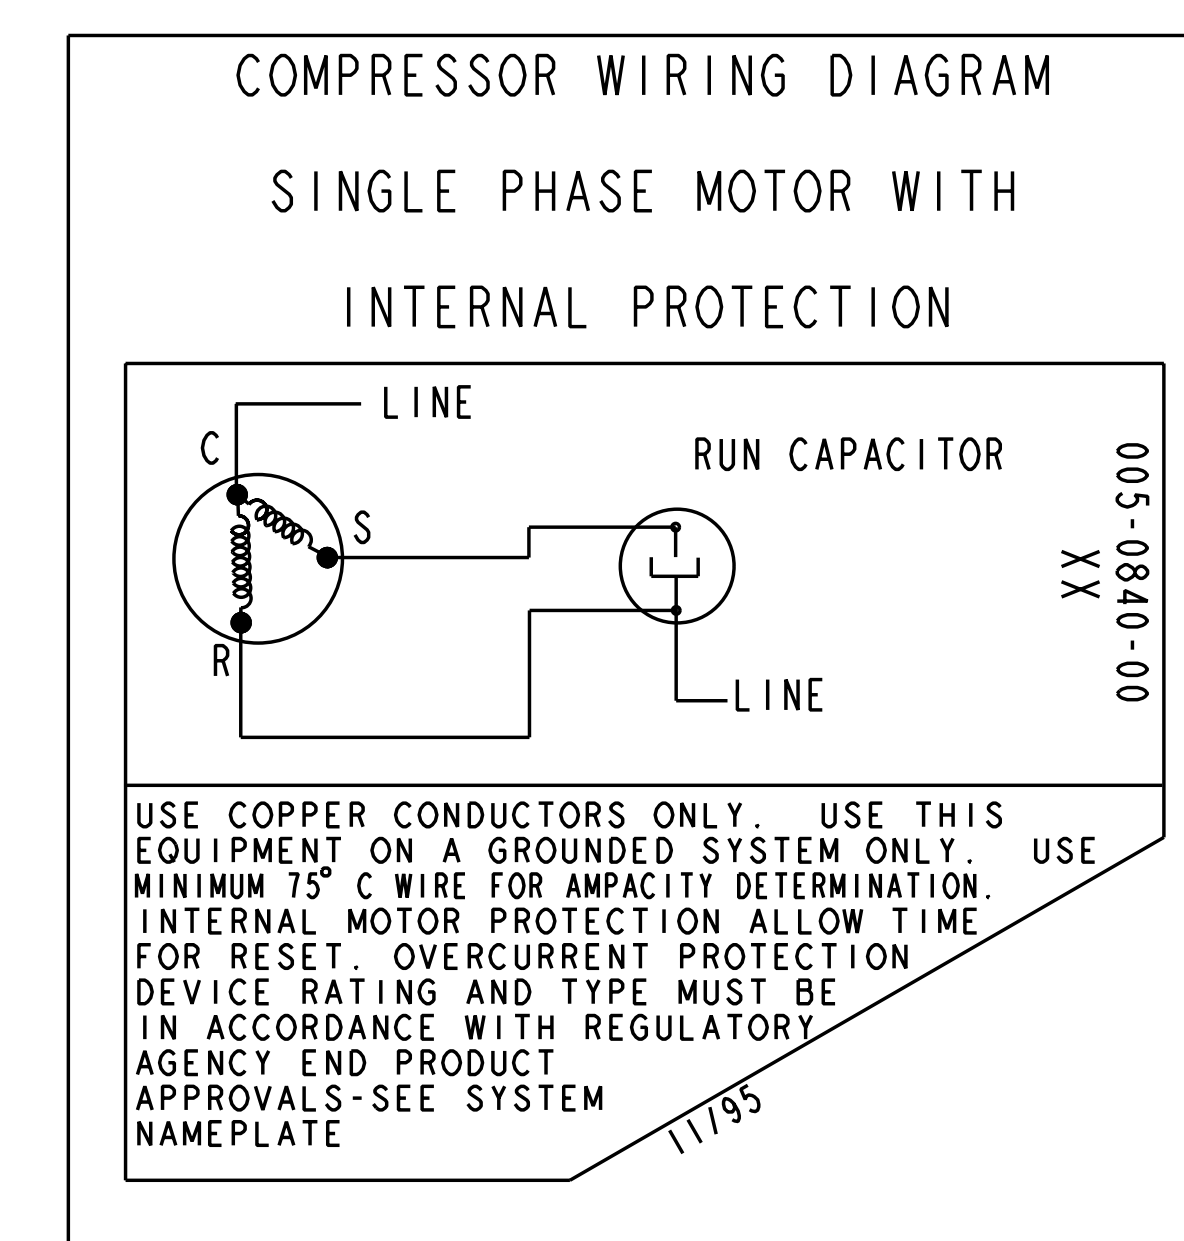 COMPRESSOR WIRING DIAGRAM
SINGLE PHASE MOTOR WITH
INTERNAL PROTECTION
LINE
C
RUN CAPACITOR
S
R
LINE
005-0840-00
XX
USE COPPER CONDUCTORS ONLY. USE THIS
EQUIPMENT ON A GROUNDED SYSTEM ONLY. USE
MINIMUM 75° C WIRE FOR AMPACITY DETERMINATION.
INTERNAL MOTOR PROTECTION ALLOW TIME
FOR RESET. OVERCURRENT PROTECTION
DEVICE RATING AND TYPE MUST BE
IN ACCORDANCE WITH REGULATORY
AGENCY END PRODUCT
APPROVALS-SEE SYSTEM
NAMEPLATE
11/95